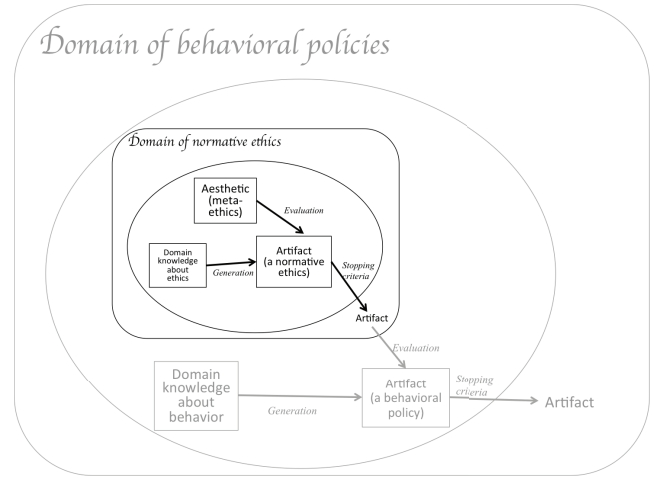 Domain of behavioral policies
Domain of normative ethics
Aesthetic
(meta-
ethics)
Evaluation
Domain
knowledge
about
ethics
Generation
Artifact
(a normative
ethics)
Stopping
criteria
Artifact
Evaluation
Domain
knowledge
about
behavior
Generation
Artifact
(a behavioral
policy)
Stopping
criteria
Artifact